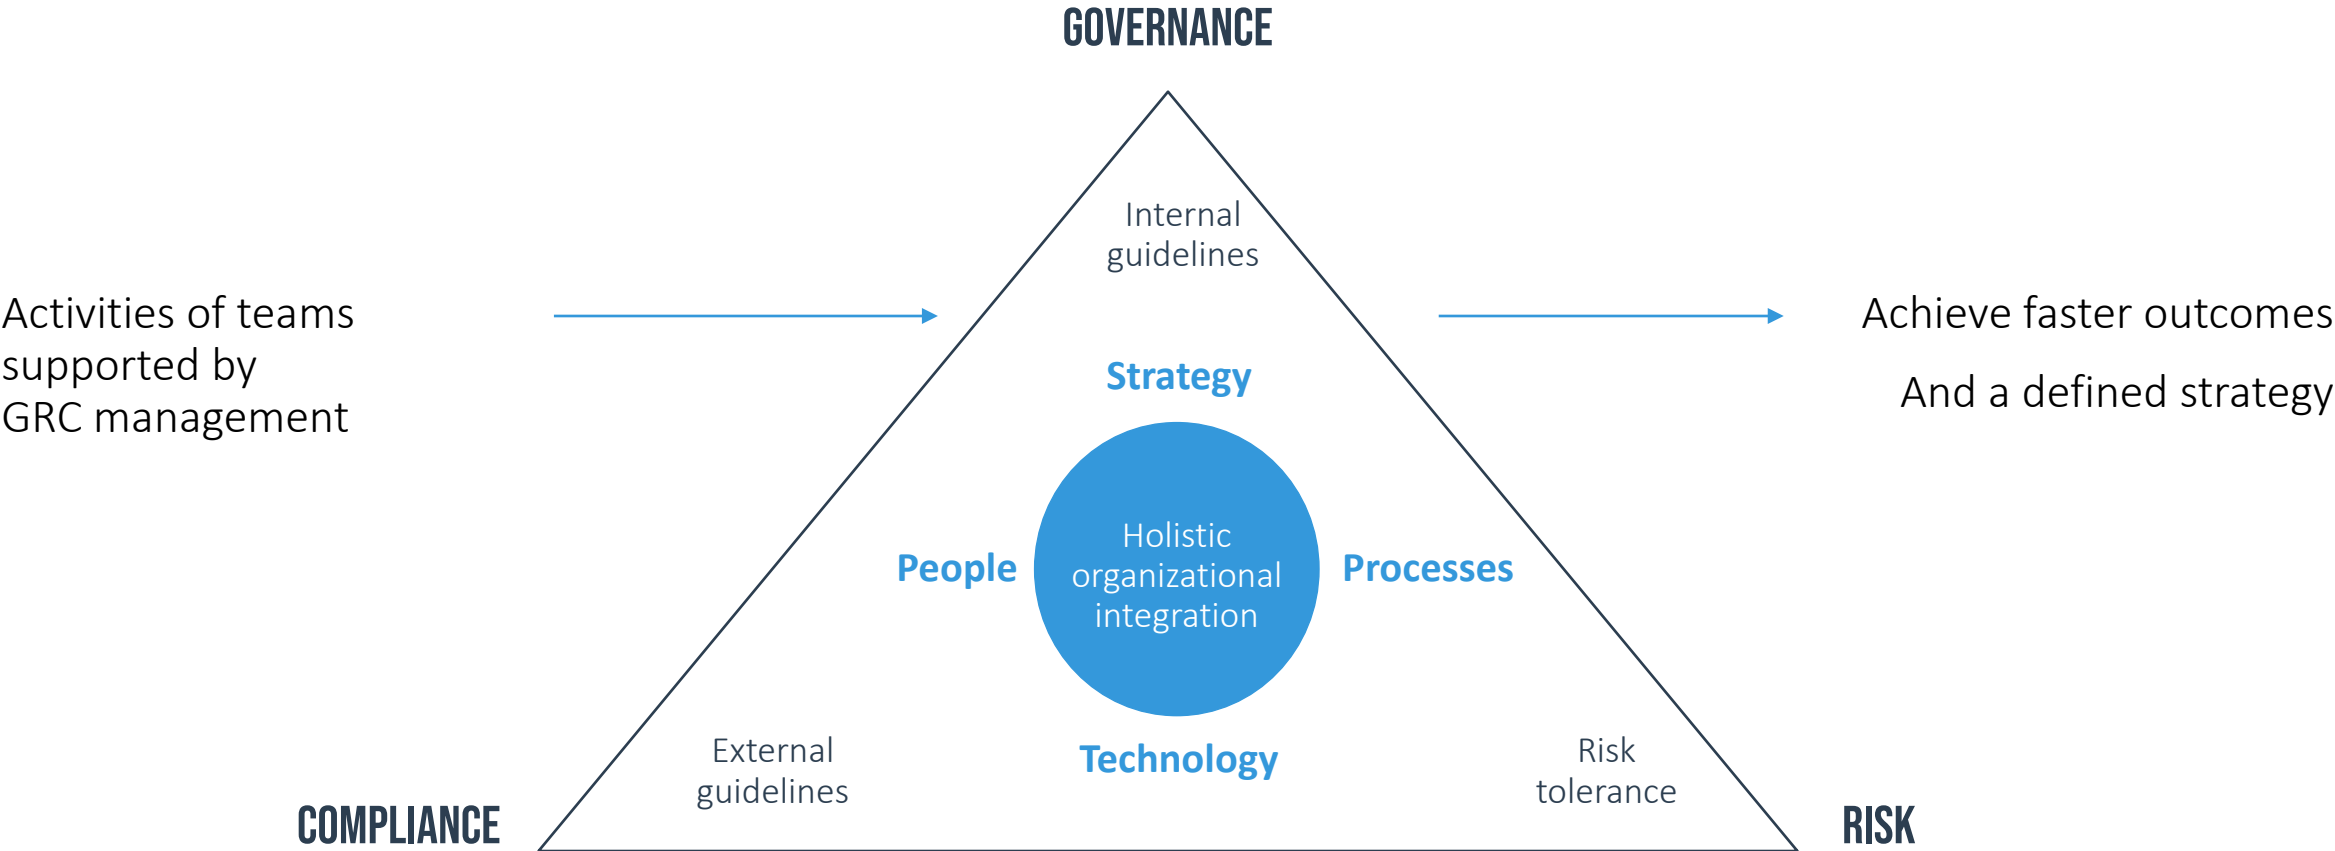 GOVERNANCE
Internal
guidelines
Activities of teams
supported by
GRC management
Achieve faster outcomes
And a defined strategy
Strategy
People
Holistic
organizational
integration
Processes
Technology
External
guidelines
Risk
tolerance
COMPLIANCE
RISK